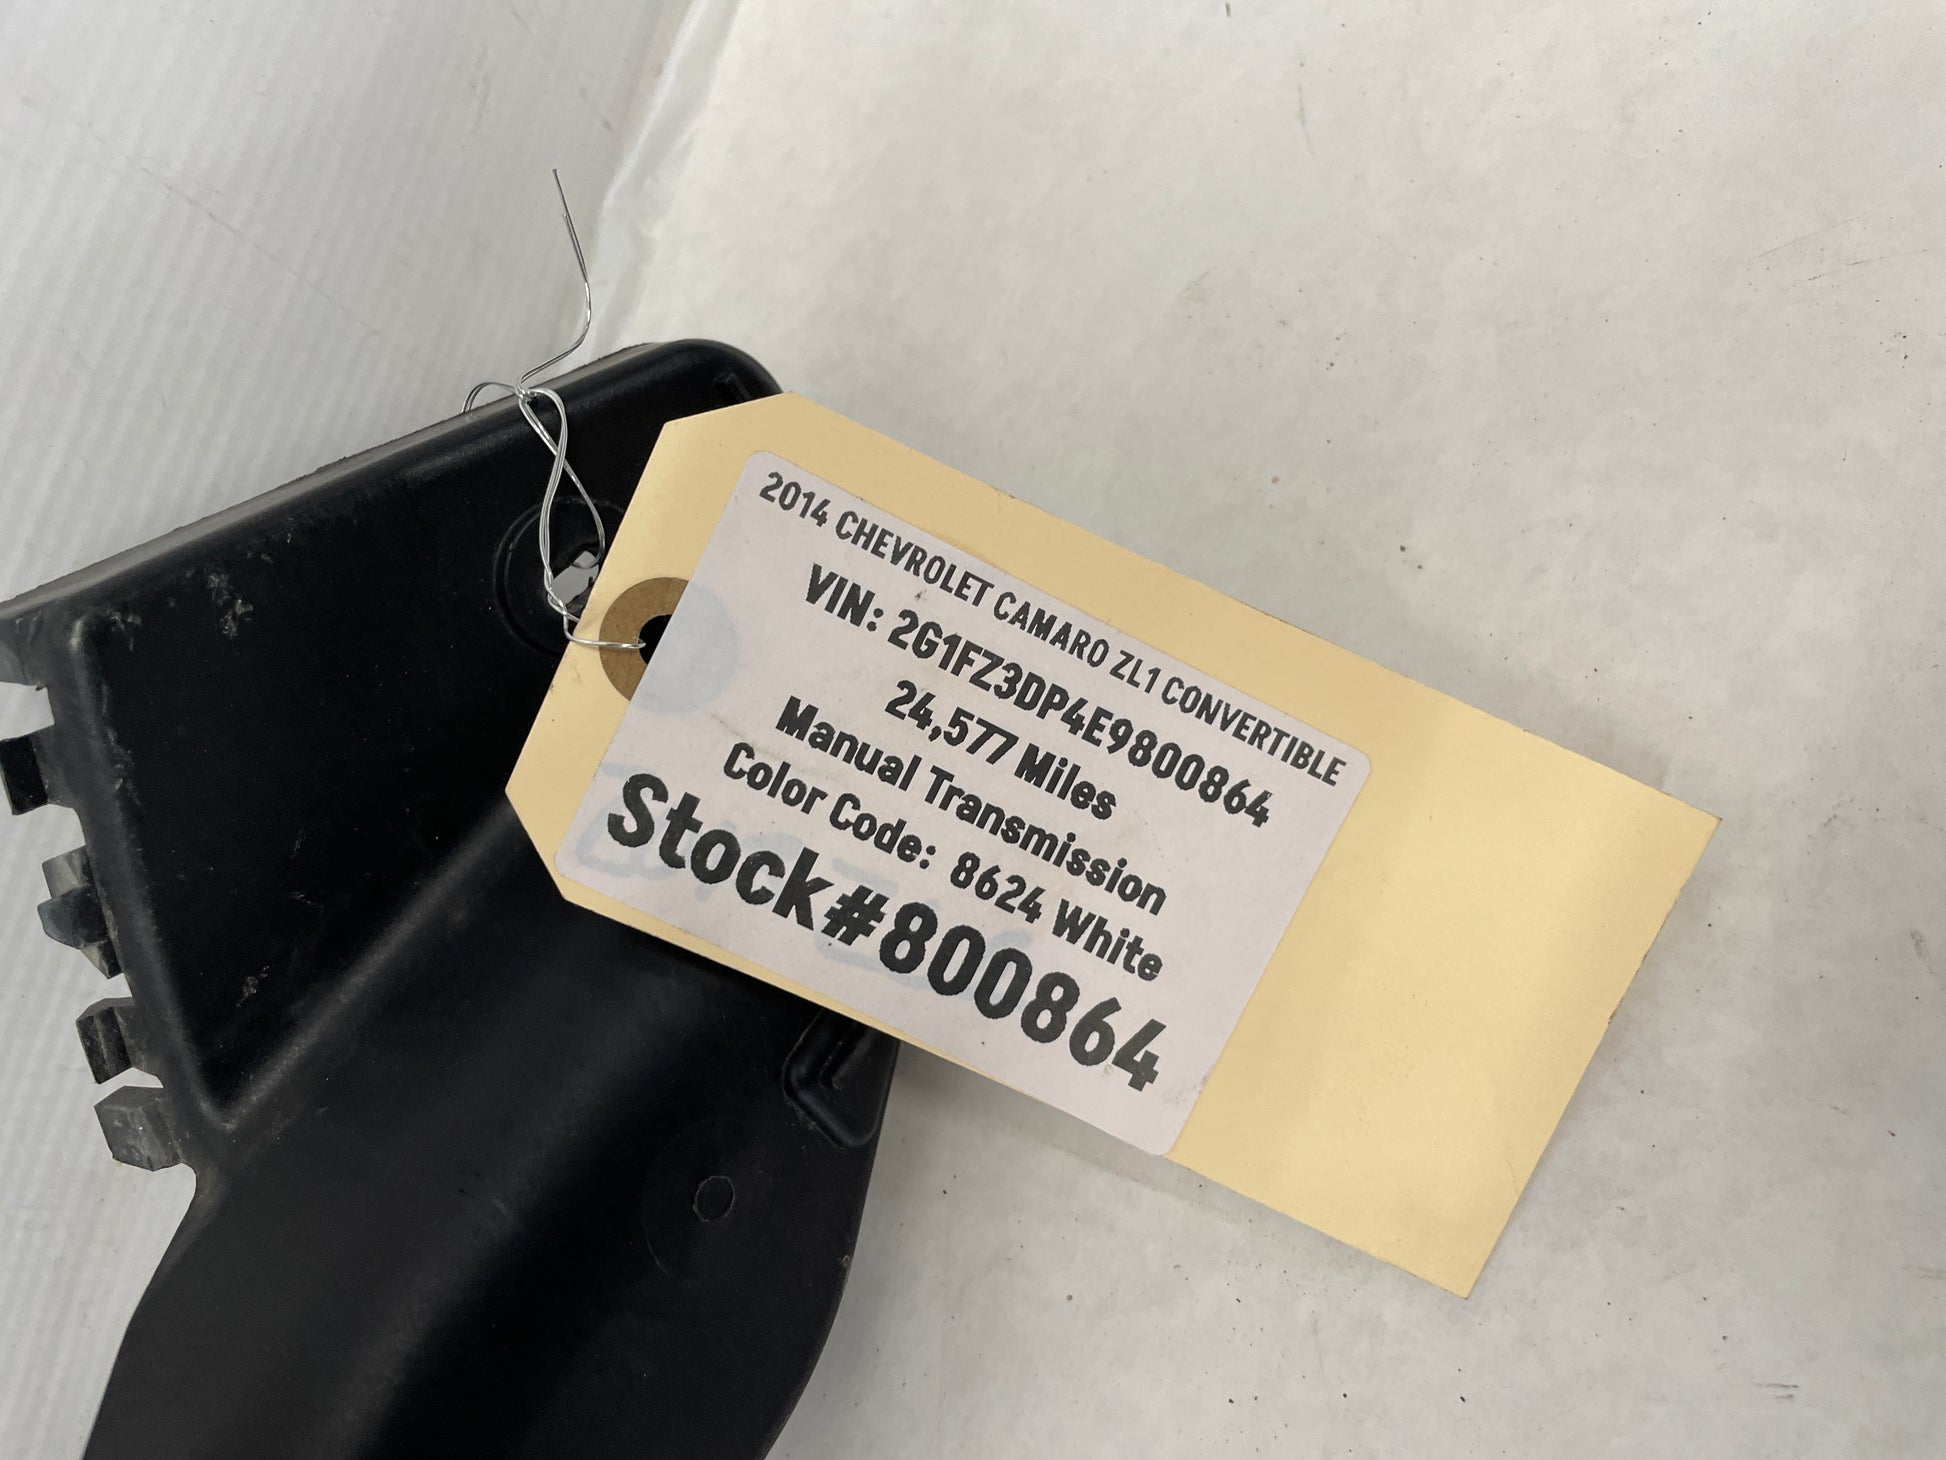 2014 CHEVROLET CAMARO ZL1 CONVERTIBLE
VIN: 2G1FZ3DP4E9800864
24,577 Miles
Manual Transmission
Color Code: 8624 White
Stock#800864